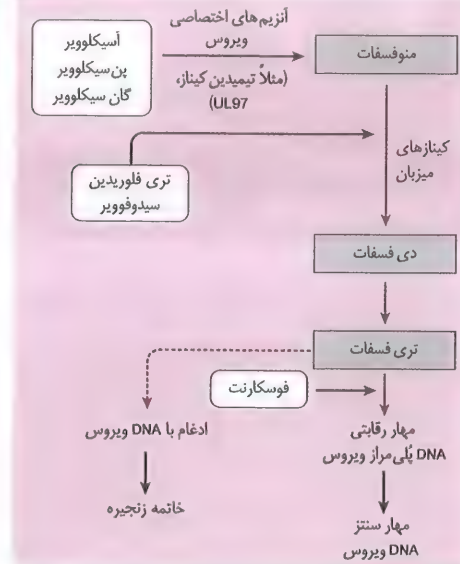 آنزیم‌های اختصاصی
ویروس
(مثلاً تیمیدین کیناز،
UL97)
آسیکلوویر
پن‌سیکلوویر
گان سیکلوویر
منوفسفات
کینازهای
میزبان
تری فلوریدین
سیدوفوویر
دی فسفات
تری فسفات
فوسکارنت
ادغام با DNA ویروس
خاتمه زنجیره
مهار رقابتی
DNA پُلی‌مراز ویروس
مهار سنتز
DNA ویروس